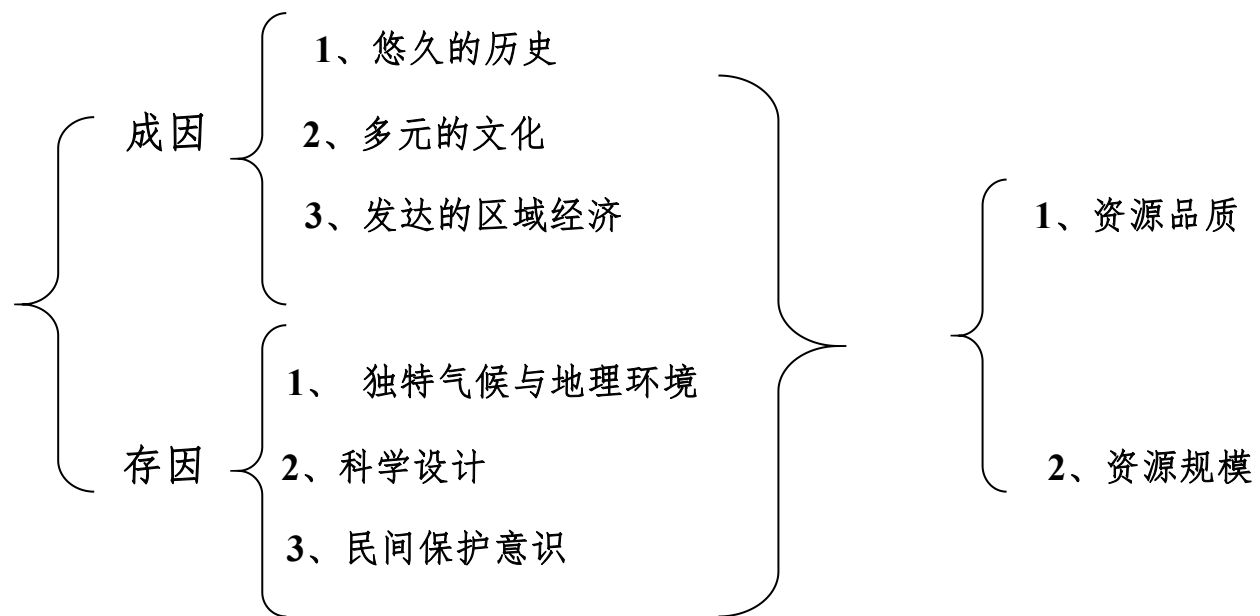 成因
1、悠久的历史
2、多元的文化
3、发达的区域经济
存因
1、 独特气候与地理环境
2、科学设计
3、民间保护意识
1、资源品质
2、资源规模